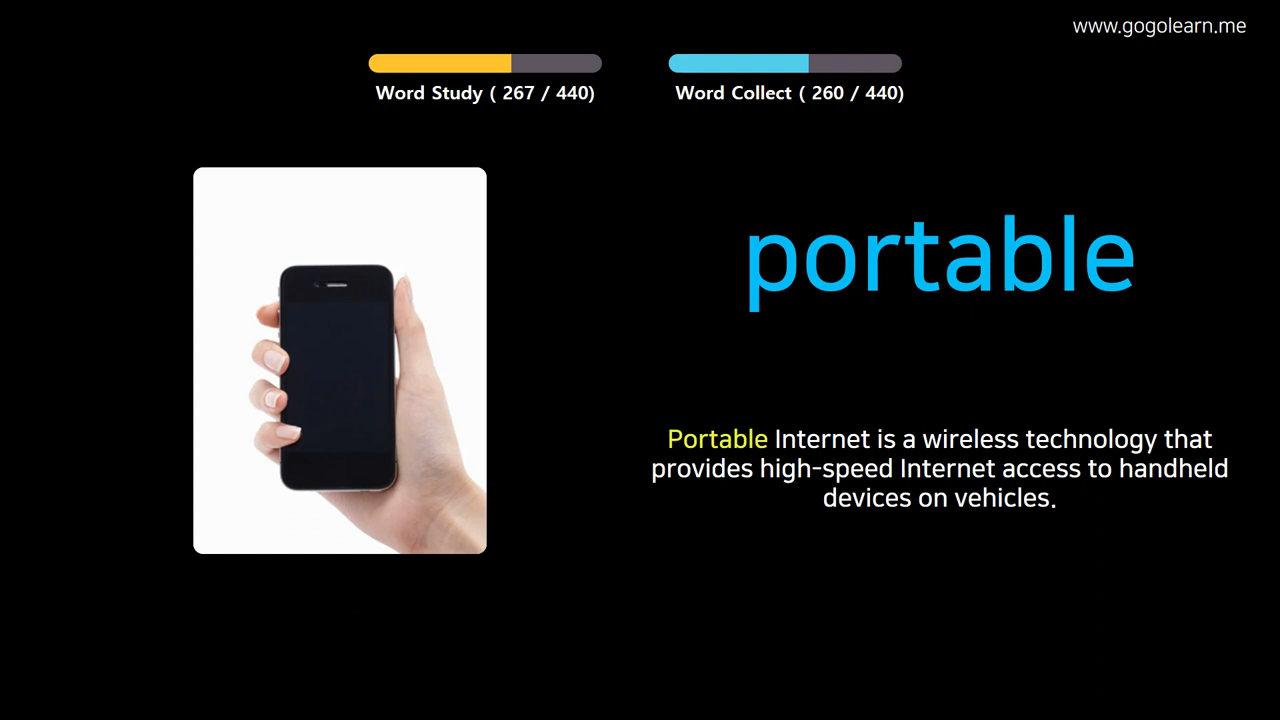 www.gogolearn.me
Word Study ( 267 / 440)
Word Collect ( 260 / 440)
portable
Portable Internet is a wireless technology that
provides high-speed Internet access to handheld
devices on vehicles.